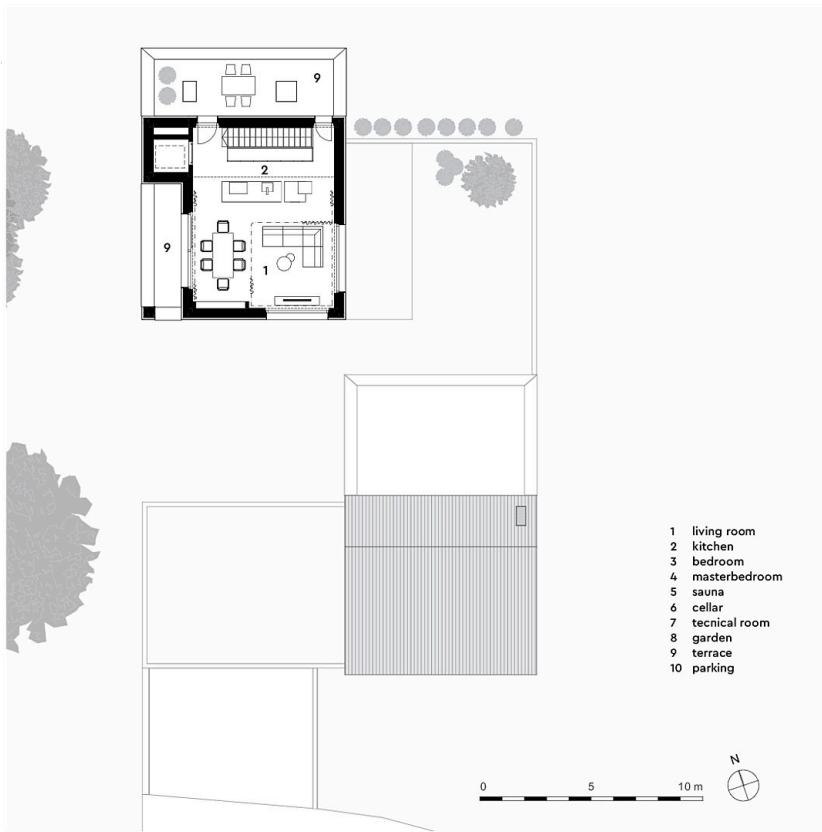 9
2
9
1
1 living room
2 kitchen
3 bedroom
4 masterbedroom
5 sauna
6 cellar
7 tecnical room
8 garden
9 terrace
10 parking
N
0 5 10 m